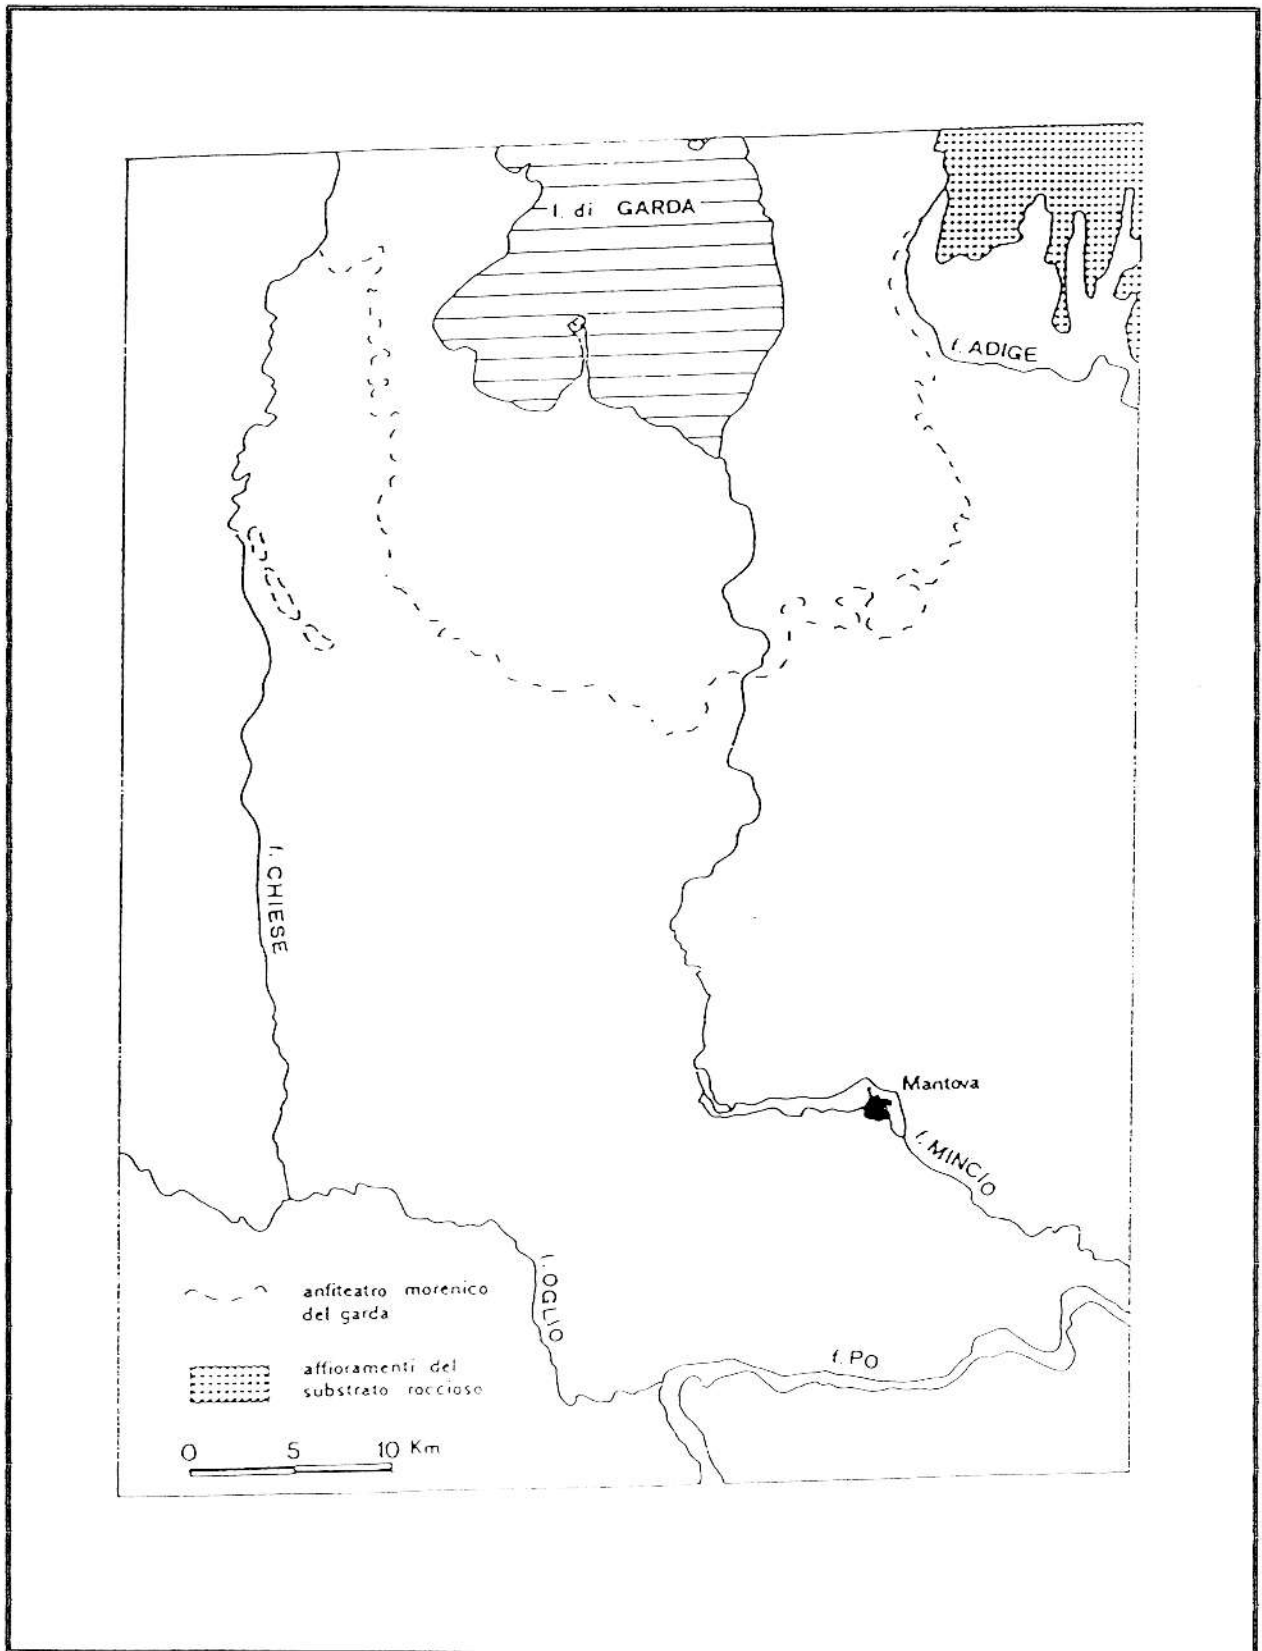 l. di GARDA
f. ADIGE
f. CHIESE
Mantova
f. MINCIO
f. OGLIO
f. PO
anfiteatro morenico
del garda
affioramenti del
substrato roccioso
0 5 10 Km